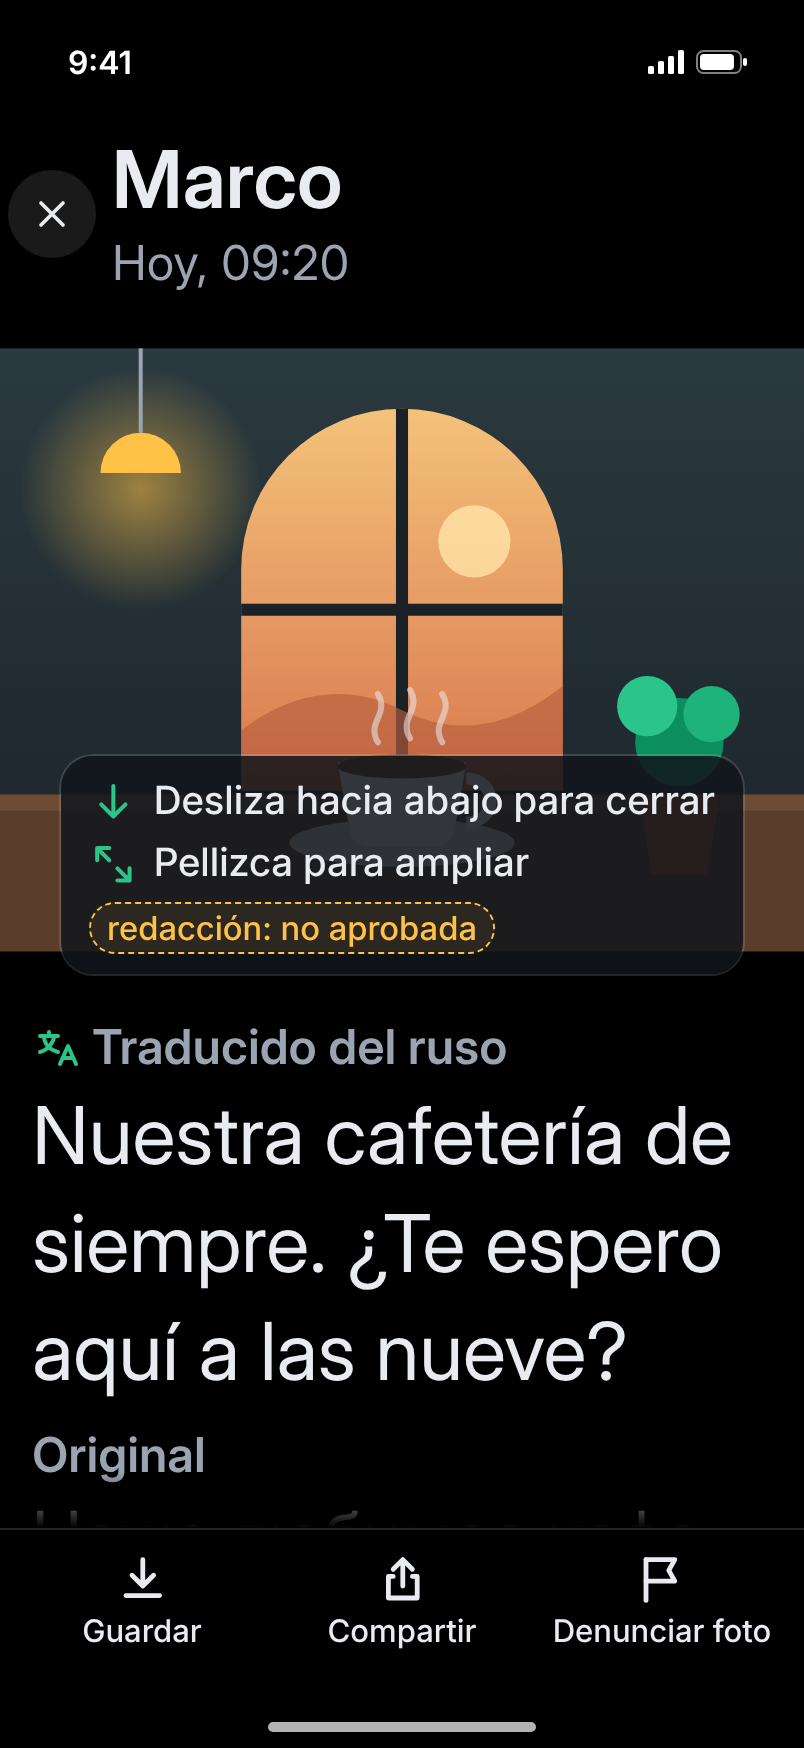 9:41
Marco
Hoy, 09:20
Desliza hacia abajo para cerrar
Pellizca para ampliar
redacción: no aprobada
Traducido del ruso
Nuestra cafetería de
siempre. ¿Te espero
aquí a las nueve?
Original
Guardar
Compartir
Denunciar foto